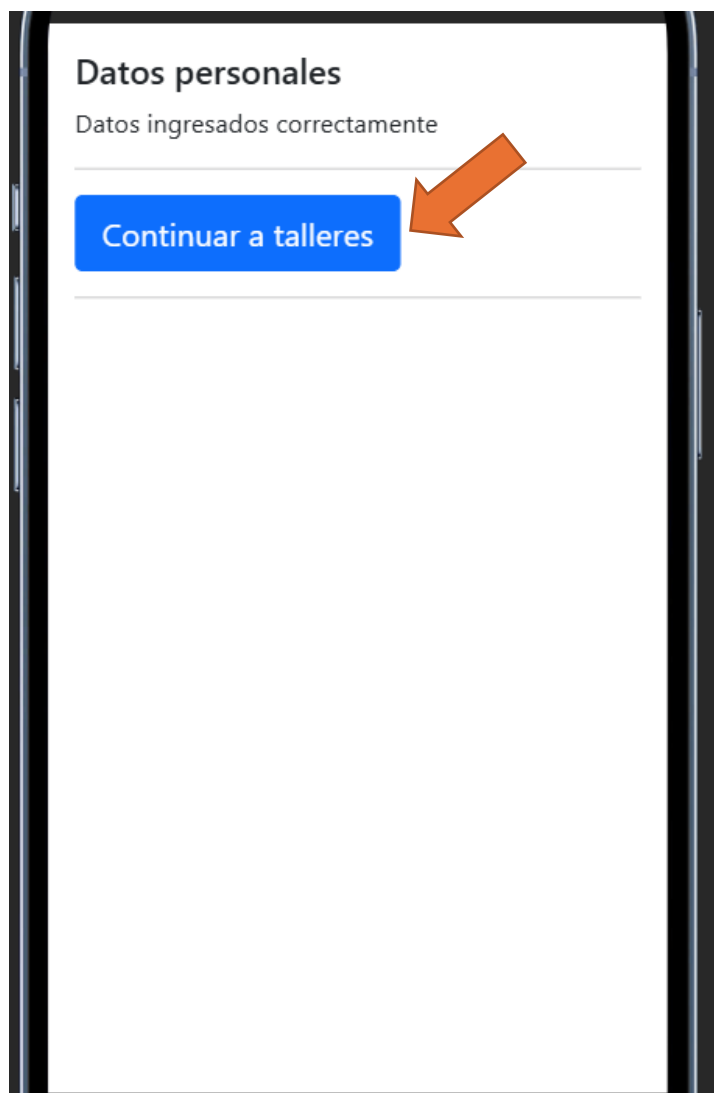 Datos personales
Datos ingresados correctamente
Continuar a talleres